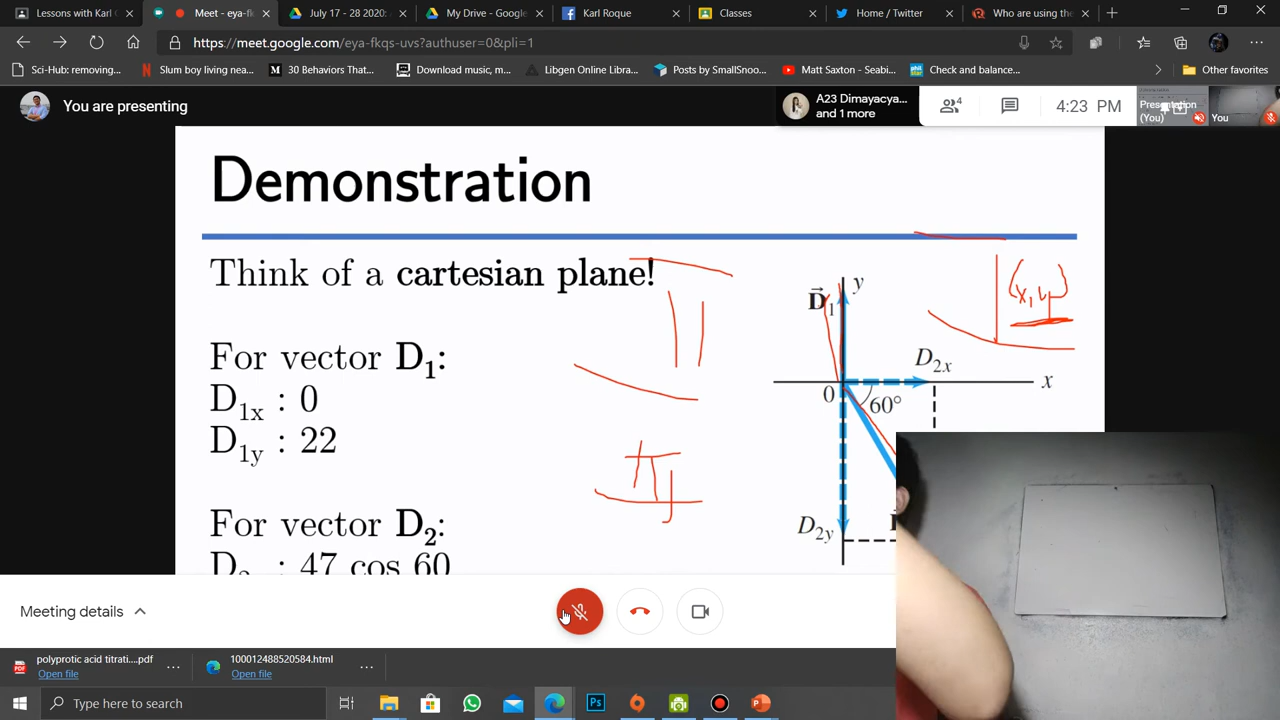 Lessons with Karl
Meet - eya-fk
July 17 - 28 2020:
My Drive - Google
Karl Roque
Classes
Home / Twitter
Who are using the
https://meet.google.com/eya-fkqs-uvs?authuser=0&pli=1
Sci-Hub: removing...
Slum boy living nea...
30 Behaviors That...
Download music, m...
Libgen Online Libra...
Posts by SmallSnoo...
Matt Saxton - Seabi...
Check and balance...
Other favorites
You are presenting
A23 Dimayacya...
and 1 more
4
4:23 PM
Presentation
(You)
You
Demonstration
Think of a cartesian plane!
For vector D1:
D1x : 0
D1y : 22
For vector D2:
: 47 cos 60
D1
y
(x, y)
D2x
x
0
60°
D2y
II
IV
Meeting details
polyprotic acid titrati....pdf
Open file
100012488520584.html
Open file
Type here to search